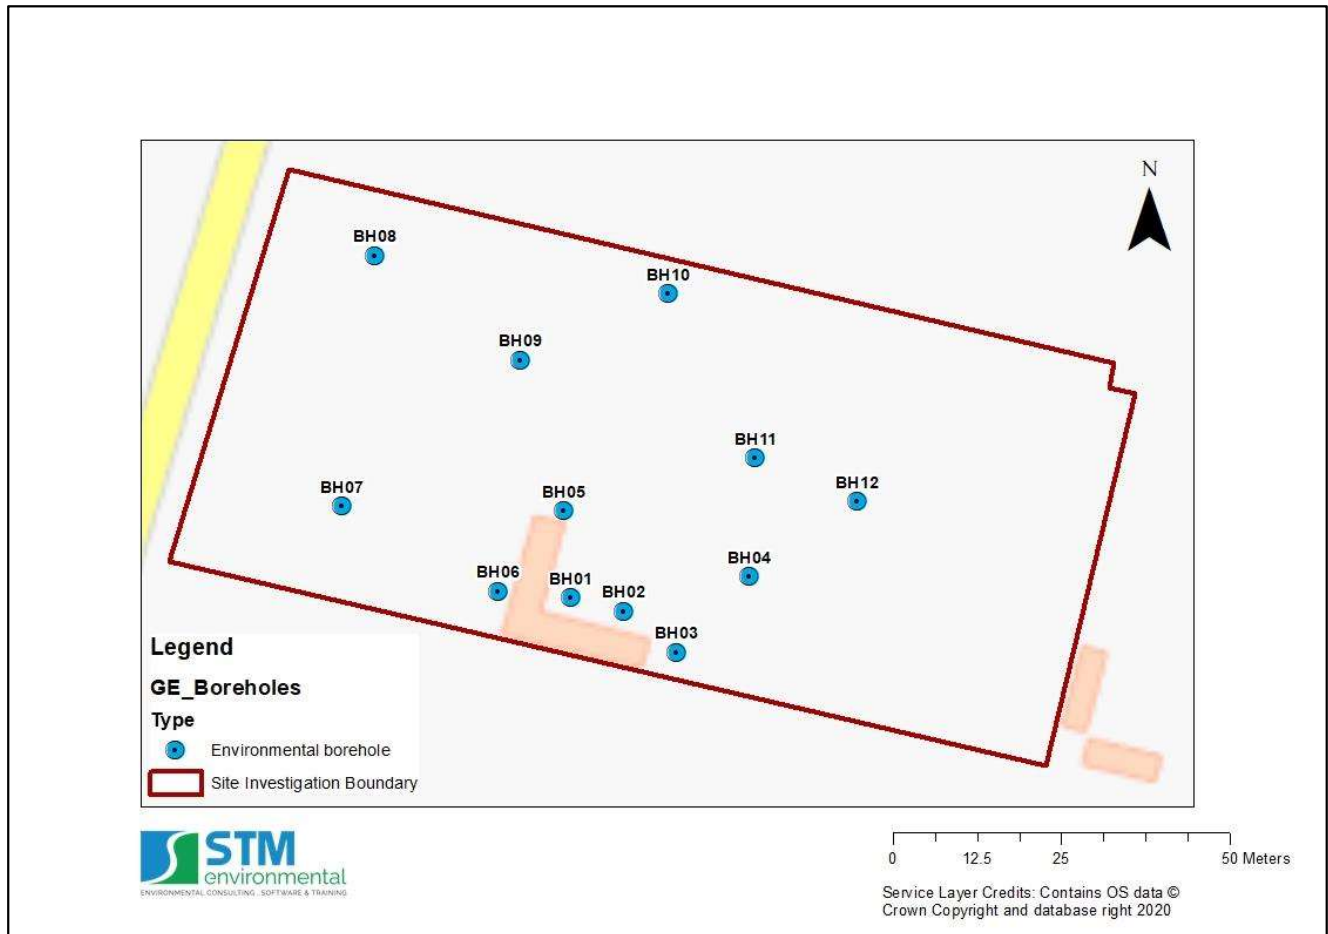 N
BH08
BH10
BH09
BH11
BH12
BH07
BH05
BH04
BH06
BH01
BH02
BH03
Legend
GE_Boreholes
Type
Environmental borehole
Site Investigation Boundary
STM
environmental
ENVIRONMENTAL CONSULTING . SOFTWARE & TRAINING
0 12.5 25 50 Meters
Service Layer Credits: Contains OS data ©
Crown Copyright and database right 2020